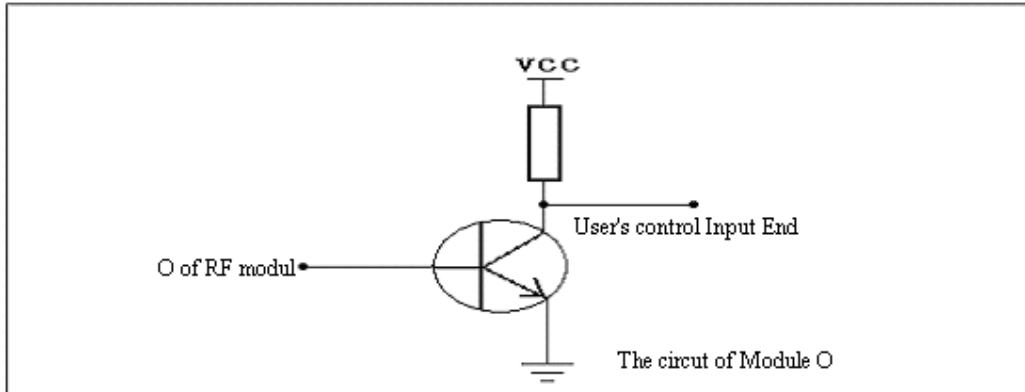 VCC
User's control Input End
O of RF modul
The circut of Module O